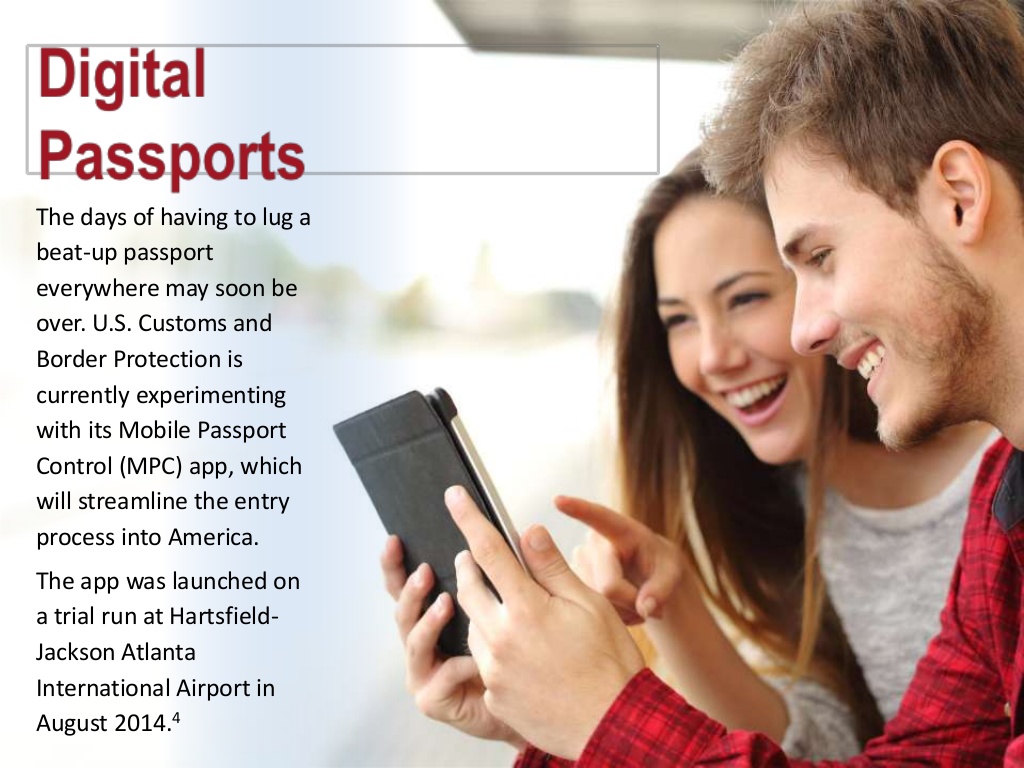 Digital
Passports
The days of having to lug a
beat-up passport
everywhere may soon be
over. U.S. Customs and
Border Protection is
currently experimenting
with its Mobile Passport
Control (MPC) app, which
will streamline the entry
process into America.
The app was launched on
a trial run at Hartsfield-
Jackson Atlanta
International Airport in
August 2014.⁴